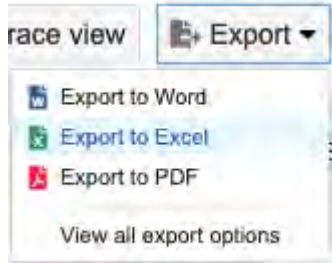 race view Export
Export to Word
Export to Excel
Export to PDF
View all export options